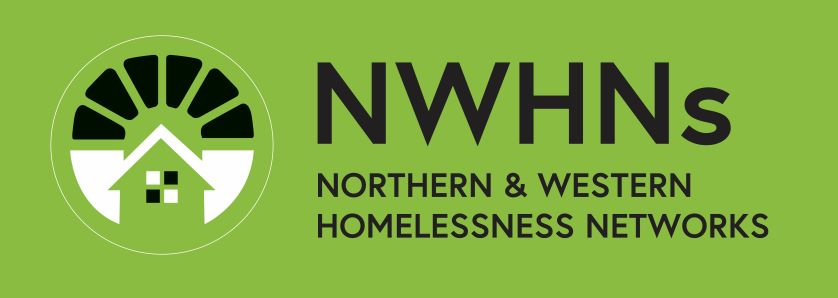 NWHNs
NORTHERN & WESTERN
HOMELESSNESS NETWORKS